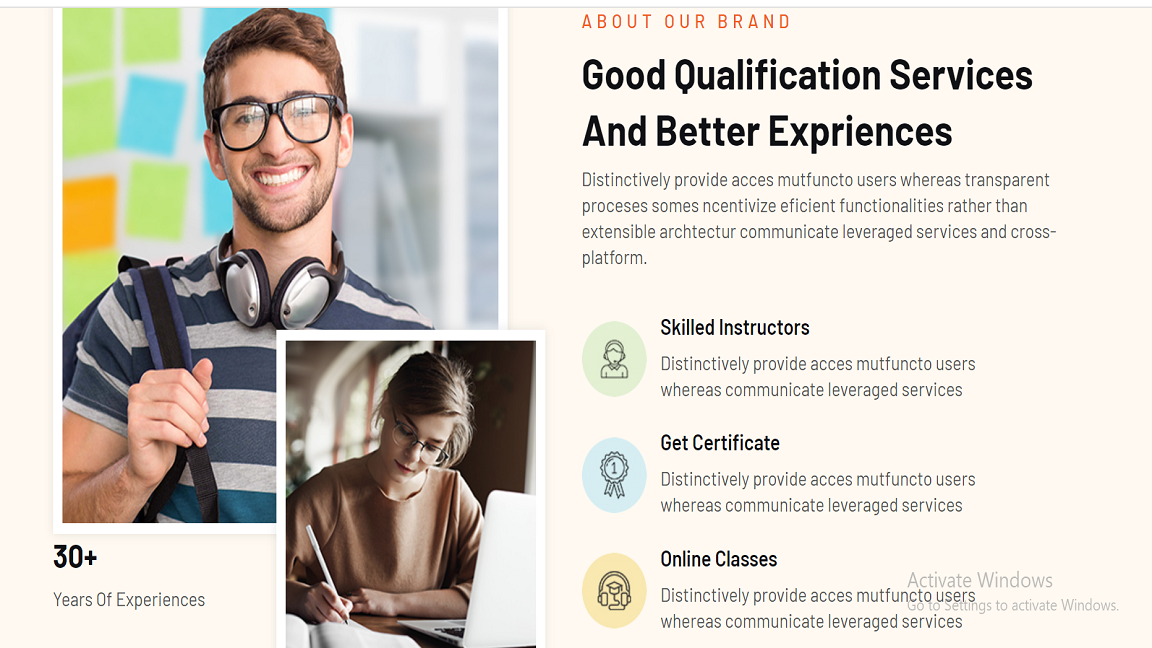 ABOUT OUR BRAND
Good Qualification Services
And Better Expriences
Distinctively provide acces mutfuncto users whereas transparent
proceses somes ncentivize eficient functionalities rather than
extensible archtectur communicate leveraged services and cross-
platform.
Skilled Instructors
Distinctively provide acces mutfuncto users
whereas communicate leveraged services
Get Certificate
1
Distinctively provide acces mutfuncto users
whereas communicate leveraged services
Online Classes
Distinctively provide acces mutfuncto users
whereas communicate leveraged services
30+
Years Of Experiences
Activate Windows
Go to Settings to activate Windows.